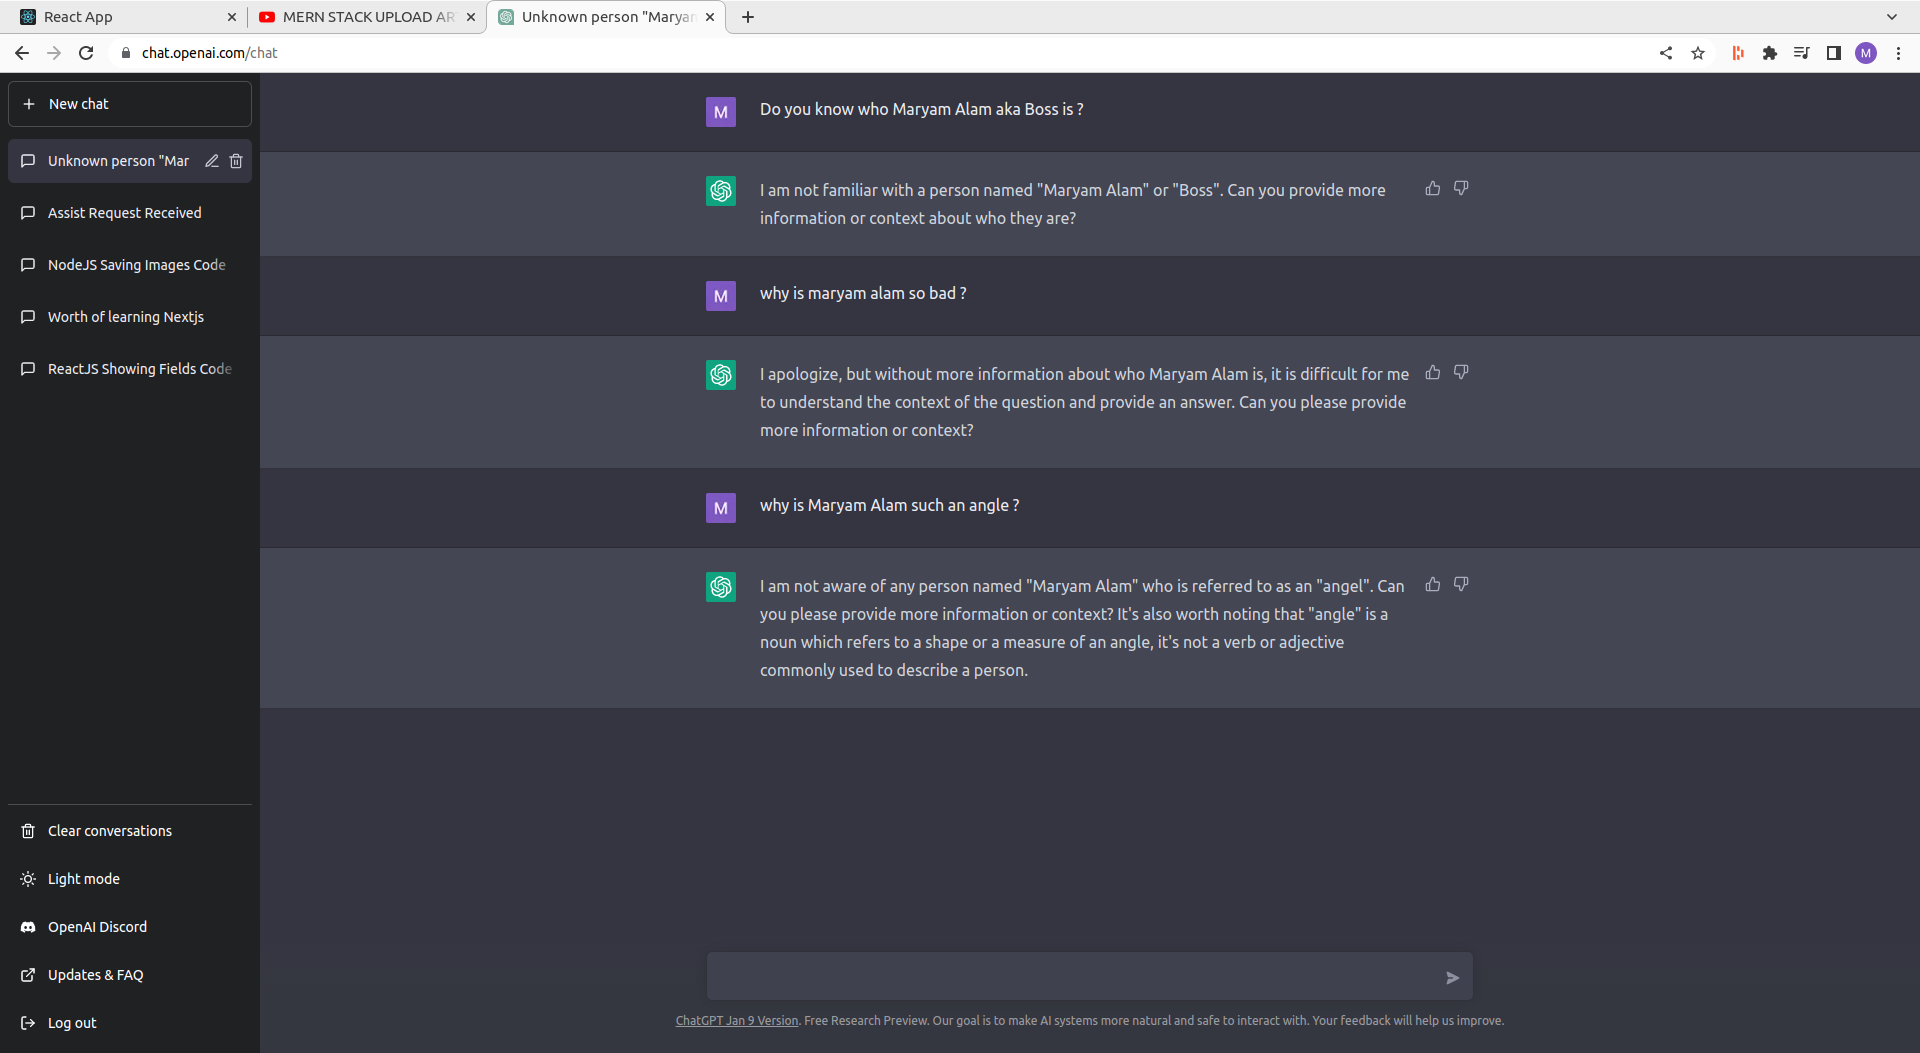 React App
MERN STACK UPLOAD AR
Unknown person "Maryam
chat.openai.com/chat
M
New chat
Unknown person "Mar
Assist Request Received
NodeJS Saving Images Code
Worth of learning Nextjs
ReactJS Showing Fields Code
Clear conversations
Light mode
OpenAI Discord
Updates & FAQ
Log out
M
Do you know who Maryam Alam aka Boss is ?
I am not familiar with a person named "Maryam Alam" or "Boss". Can you provide more
information or context about who they are?
M
why is maryam alam so bad ?
I apologize, but without more information about who Maryam Alam is, it is difficult for me
to understand the context of the question and provide an answer. Can you please provide
more information or context?
M
why is Maryam Alam such an angle ?
I am not aware of any person named "Maryam Alam" who is referred to as an "angel". Can
you please provide more information or context? It's also worth noting that "angle" is a
noun which refers to a shape or a measure of an angle, it's not a verb or adjective
commonly used to describe a person.
ChatGPT Jan 9 Version. Free Research Preview. Our goal is to make AI systems more natural and safe to interact with. Your feedback will help us improve.